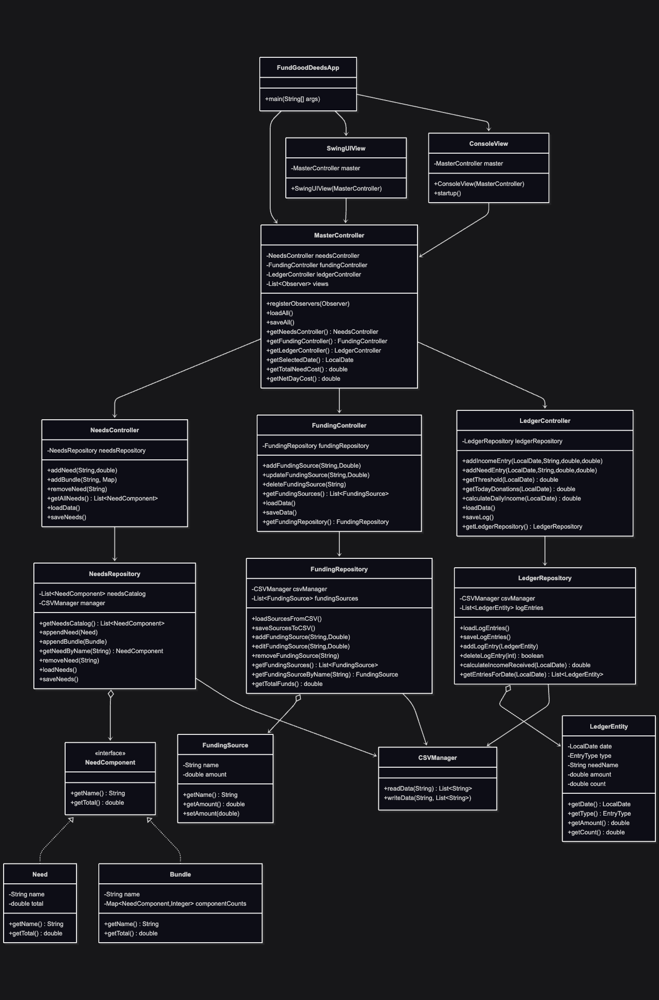 FundGoodDeedsApp
+main(String[] args)
SwingUIView
-MasterController master
+SwingUIView(MasterController)
ConsoleView
-MasterController master
+ConsoleView(MasterController)
+startup()
MasterController
-NeedsController needsController
-FundingController fundingController
-LedgerController ledgerController
-List<Observer> views
+registerObservers(Observer)
+loadAll()
+saveAll()
+getNeedsController() : NeedsController
+getFundingController() : FundingController
+getLedgerController() : LedgerController
+getSelectedDate() : LocalDate
+getTotalNeedCost() : double
+getNetDayCost() : double
NeedsController
-NeedsRepository needsRepository
+addNeed(String,double)
+addBundle(String, Map)
+removeNeed(String)
+getAllNeeds() : List<NeedComponent>
+loadData()
+saveNeeds()
FundingController
-FundingRepository fundingRepository
+addFundingSource(String,Double)
+updateFundingSource(String,Double)
+deleteFundingSource(String)
+getFundingSources() : List<FundingSource>
+loadData()
+saveData()
+getFundingRepository() : FundingRepository
LedgerController
-LedgerRepository ledgerRepository
+addIncomeEntry(LocalDate,String,double,double)
+addNeedEntry(LocalDate,String,double,double)
+getThreshold(LocalDate) : double
+getTodayDonations(LocalDate) : double
+calculateDailyIncome(LocalDate) : double
+loadData()
+saveLog()
+getLedgerRepository() : LedgerRepository
NeedsRepository
-List<NeedComponent> needsCatalog
-CSVManager manager
+getNeedsCatalog() : List<NeedComponent>
+appendNeed(Need)
+appendBundle(Bundle)
+getNeedByName(String) : NeedComponent
+removeNeed(String)
+loadNeeds()
+saveNeeds()
FundingRepository
-CSVManager csvManager
-List<FundingSource> fundingSources
+loadSourcesFromCSV()
+saveSourcesToCSV()
+addFundingSource(String,Double)
+editFundingSource(String,Double)
+removeFundingSource(String)
+getFundingSources() : List<FundingSource>
+getFundingSourceByName(String) : FundingSource
+getTotalFunds() : double
LedgerRepository
-CSVManager csvManager
-List<LedgerEntity> logEntries
+loadLogEntries()
+saveLogEntries()
+addLogEntry(LedgerEntity)
+deleteLogEntry(int) : boolean
+calculateIncomeReceived(LocalDate) : double
+getEntriesForDate(LocalDate) : List<LedgerEntity>
«interface»
NeedComponent
+getName() : String
+getTotal() : double
FundingSource
-String name
-double amount
+getName() : String
+getAmount() : double
+setAmount(double)
CSVManager
+readData(String) : List<String>
+writeData(String, List<String>)
LedgerEntity
-LocalDate date
-EntryType type
-String needName
-double amount
-double count
+getDate() : LocalDate
+getType() : EntryType
+getAmount() : double
+getCount() : double
Need
-String name
-double total
+getName() : String
+getTotal() : double
Bundle
-String name
-Map<NeedComponent,Integer> componentCounts
+getName() : String
+getTotal() : double